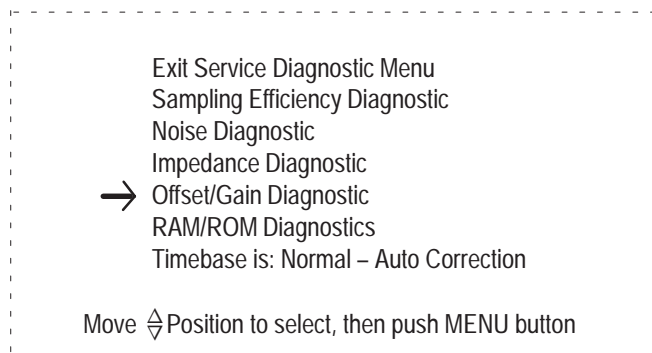 Exit Service Diagnostic Menu
Sampling Efficiency Diagnostic
Noise Diagnostic
Impedance Diagnostic
→ Offset/Gain Diagnostic
RAM/ROM Diagnostics
Timebase is: Normal – Auto Correction
Move △▽ Position to select, then push MENU button